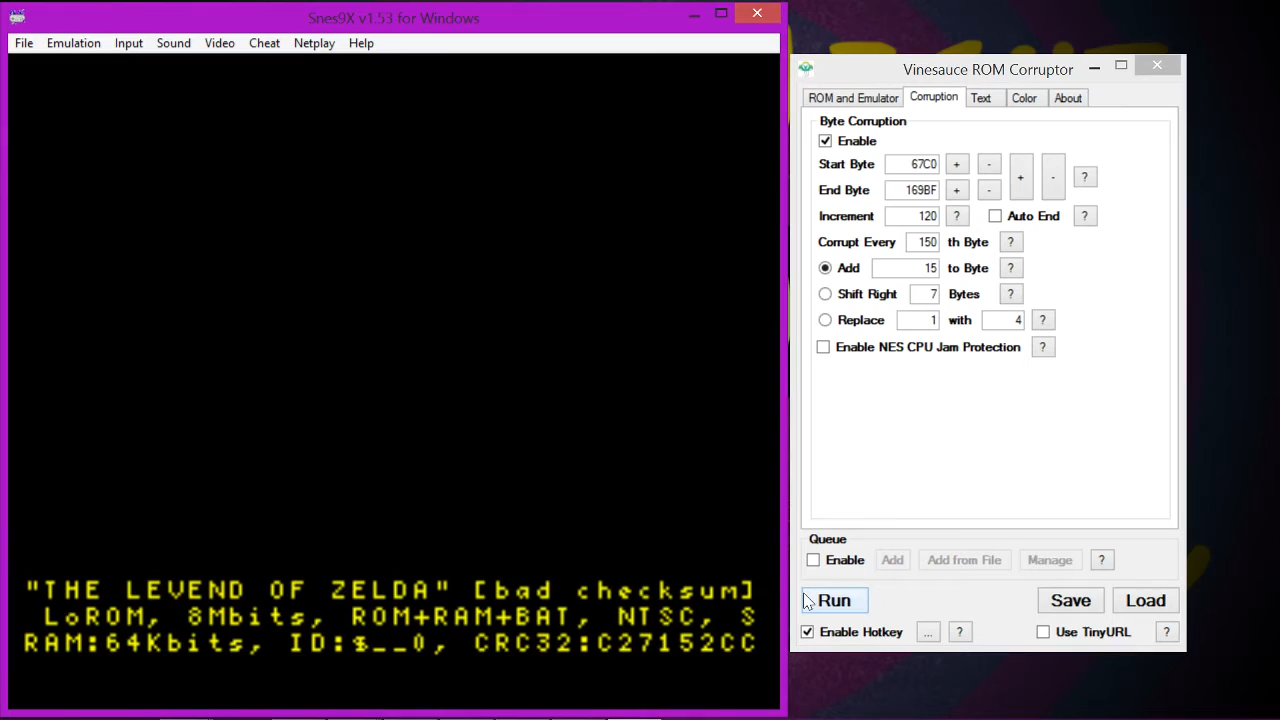 Snes9X v1.53 for Windows
File Emulation Input Sound Video Cheat Netplay Help
"THE LEVEND OF ZELDA" [bad checksum]
LoROM, 8Mbits, ROM+RAM+BAT, NTSC, S
RAM:64Kbits, ID:$__0, CRC32:C27152CC
Vinesauce ROM Corruptor
ROM and Emulator Corruption Text Color About
Byte Corruption
Enable
Start Byte 67C0 + - + - ?
End Byte 169BF + -
Increment 120 ? Auto End ?
Corrupt Every 150 th Byte ?
Add 15 to Byte ?
Shift Right 7 Bytes ?
Replace 1 with 4 ?
Enable NES CPU Jam Protection ?
Queue
Enable Add Add from File Manage ?
Run Save Load
Enable Hotkey ... ? Use TinyURL ?